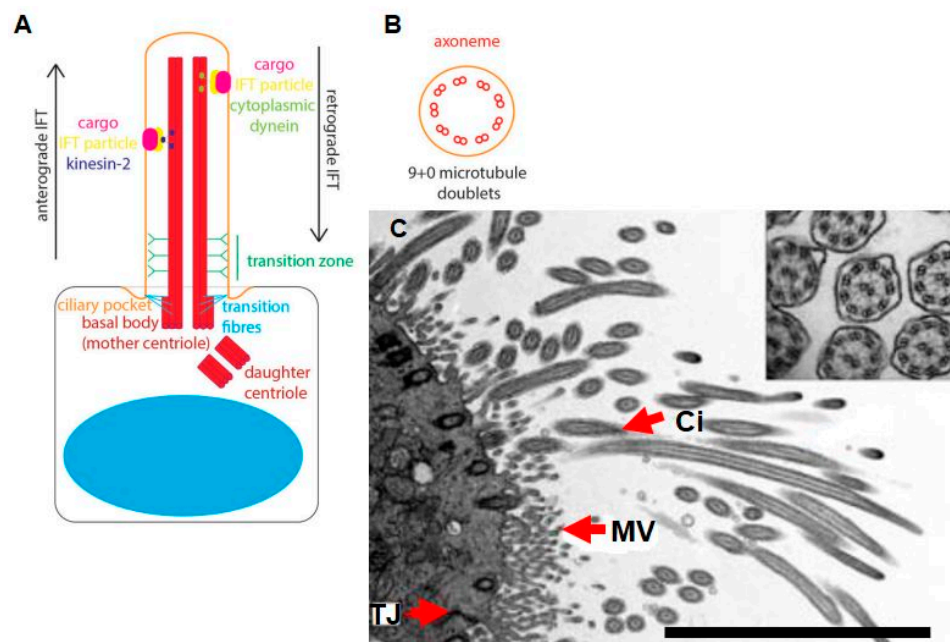 A
anterograde IFT
cargo
IFT particle
kinesin-2
cargo
IFT particle
cytoplasmic
dynein
retrograde IFT
transition zone
ciliary pocket
basal body
(mother centriole)
transition
fibres
daughter
centriole
B
axoneme
9+0 microtubule
doublets
C
Ci
MV
TJ